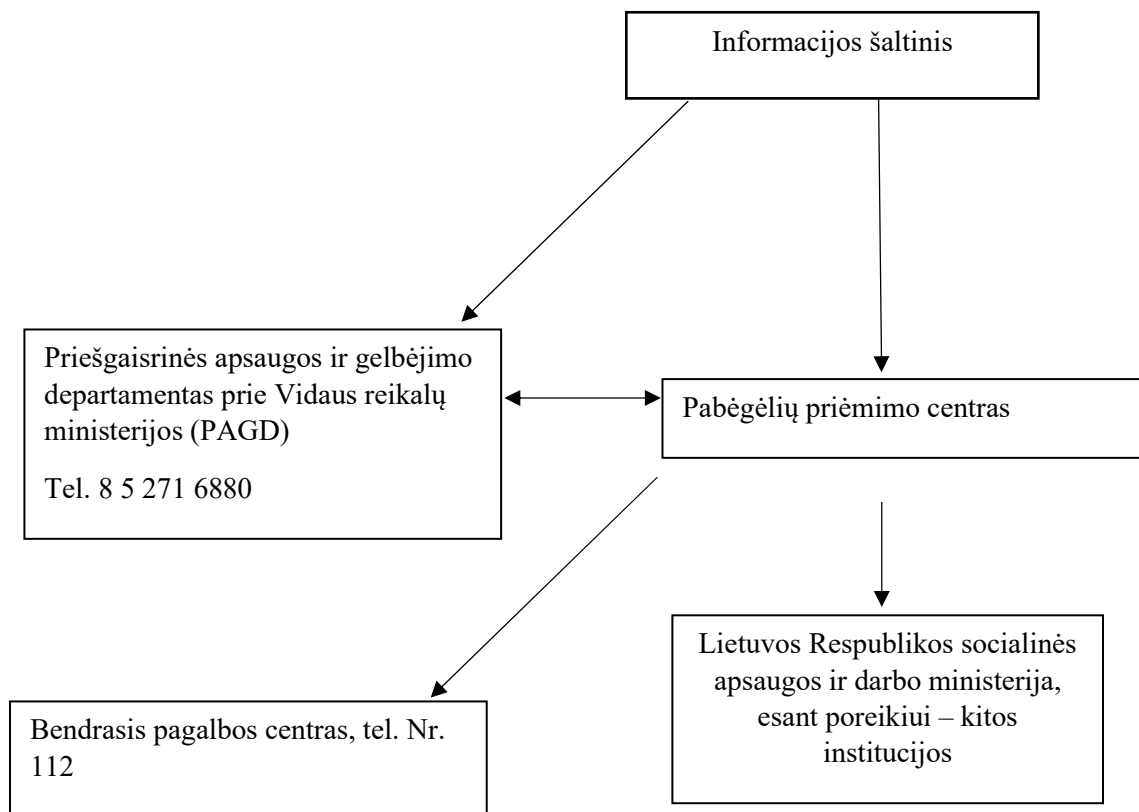 Informacijos šaltinis
Priešgaisrinės apsaugos ir gelbėjimo
departamentas prie Vidaus reikalų
ministerijos (PAGD)
Tel. 8 5 271 6880
Pabėgėlių priėmimo centras
Lietuvos Respublikos socialinės
apsaugos ir darbo ministerija,
esant poreikiui – kitos
institucijos
Bendrasis pagalbos centras, tel. Nr.
112